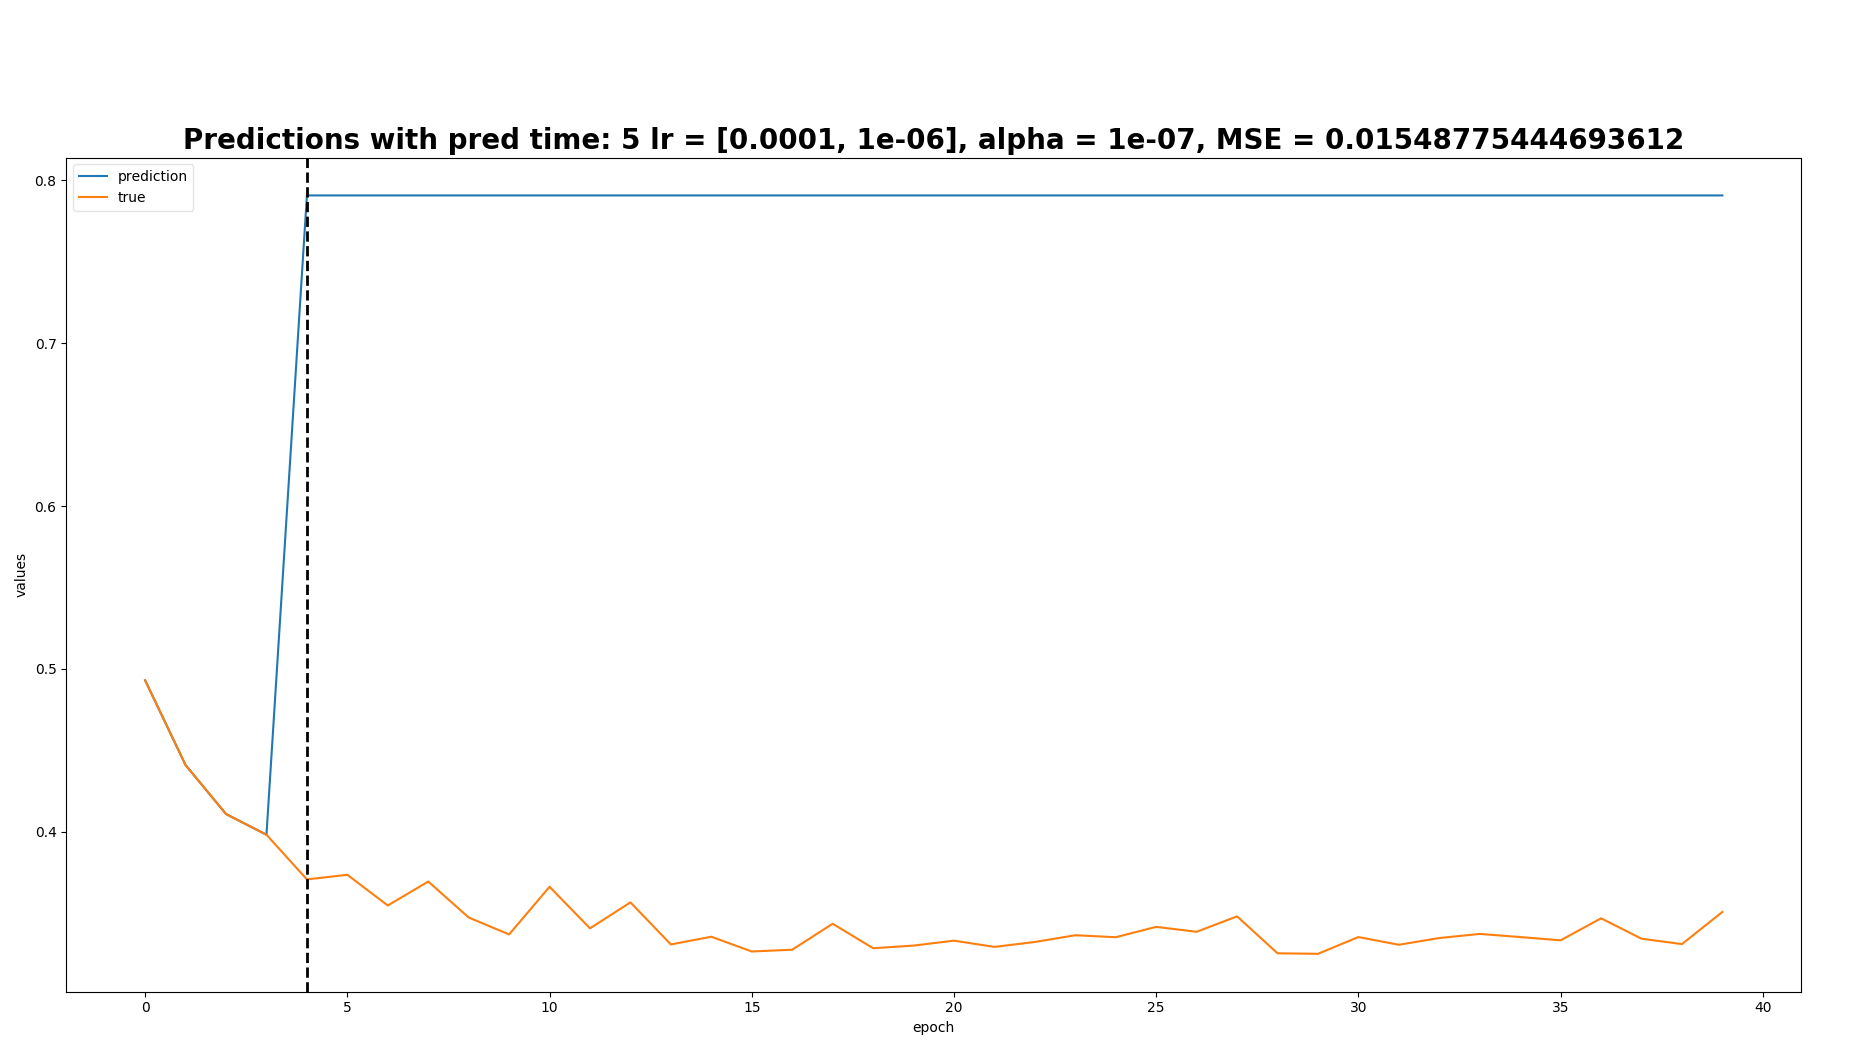 Predictions with pred time: 5 lr = [0.0001, 1e-06], alpha = 1e-07, MSE = 0.01548775444693612
prediction
true
0.8
0.7
0.6
0.5
0.4
values
0 5 10 15 20 25 30 35 40
epoch